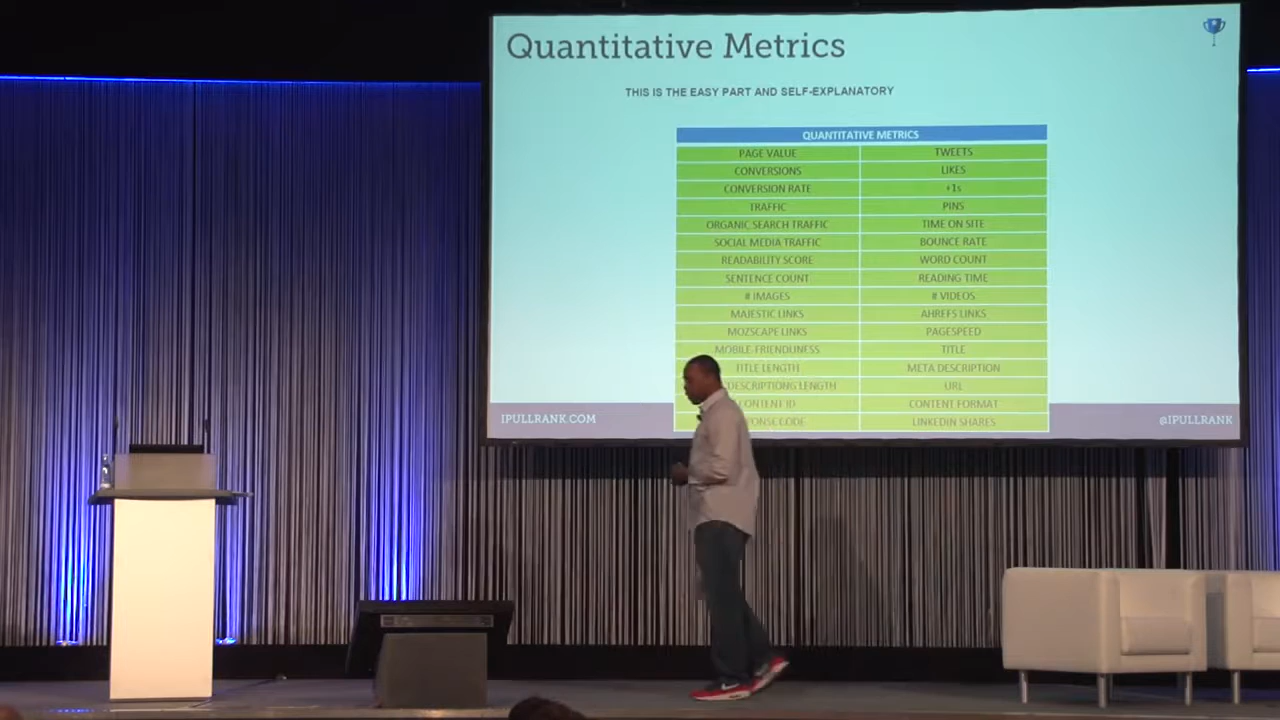 Quantitative Metrics
THIS IS THE EASY PART AND SELF-EXPLANATORY
QUANTITATIVE METRICS
PAGE VALUE TWEETS
CONVERSIONS LIKES
CONVERSION RATE +1s
TRAFFIC PINS
ORGANIC SEARCH TRAFFIC TIME ON SITE
SOCIAL MEDIA TRAFFIC BOUNCE RATE
READABILITY SCORE WORD COUNT
SENTENCE COUNT READING TIME
# IMAGES # VIDEOS
MAJESTIC LINKS AHREFS LINKS
MOZSCAPE LINKS PAGESPEED
MOBILE-FRIENDLINESS TITLE
TITLE LENGTH META DESCRIPTION
DESCRIPTIONG LENGTH URL
CONTENT ID CONTENT FORMAT
CODE LINKEDIN SHARES
IPULLRANK.COM @IPULLRANK